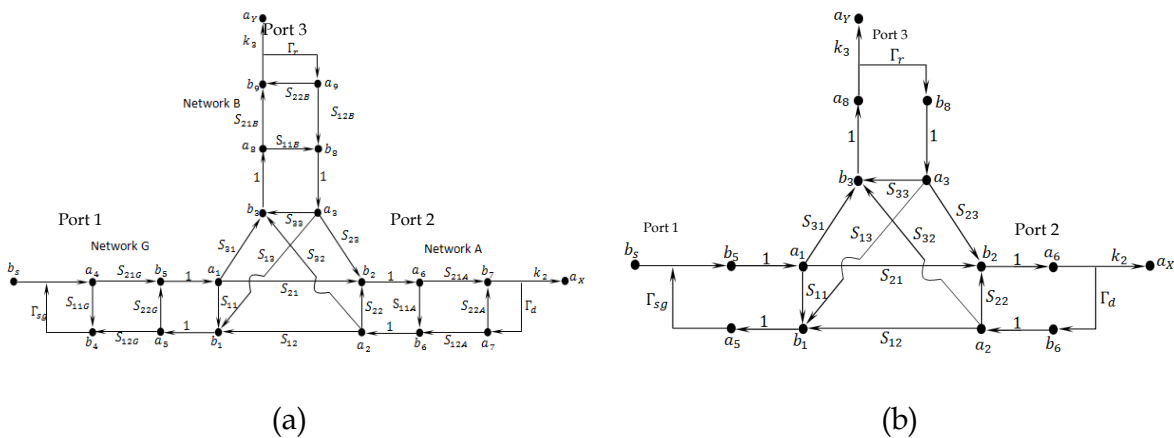 (a)
a_Y
Port 3
k_3
Γ_r
b_9
S_22B
a_9
Network B
S_21B
S_12B
a_8
S_11B
b_8
1
1
b_3
S_33
a_3
Port 1
Port 2
S_31
S_13
S_32
S_23
Network G
Network A
b_s
a_4
S_21G
b_5
1
a_1
S_21
b_2
1
a_6
S_21A
b_7
k_2
a_X
Γ_sg
S_11G
S_22G
S_11
S_22
S_11A
S_22A
Γ_d
b_4
S_12G
a_5
1
b_1
S_12
a_2
1
b_6
S_12A
a_7
(b)
a_Y
Port 3
k_3
Γ_r
a_8
b_8
1
1
b_3
S_33
a_3
S_31
S_13
S_32
S_23
Port 1
Port 2
b_s
b_5
1
a_1
S_21
b_2
1
a_6
k_2
a_X
Γ_sg
S_11
S_22
Γ_d
a_5
1
b_1
S_12
a_2
1
b_6